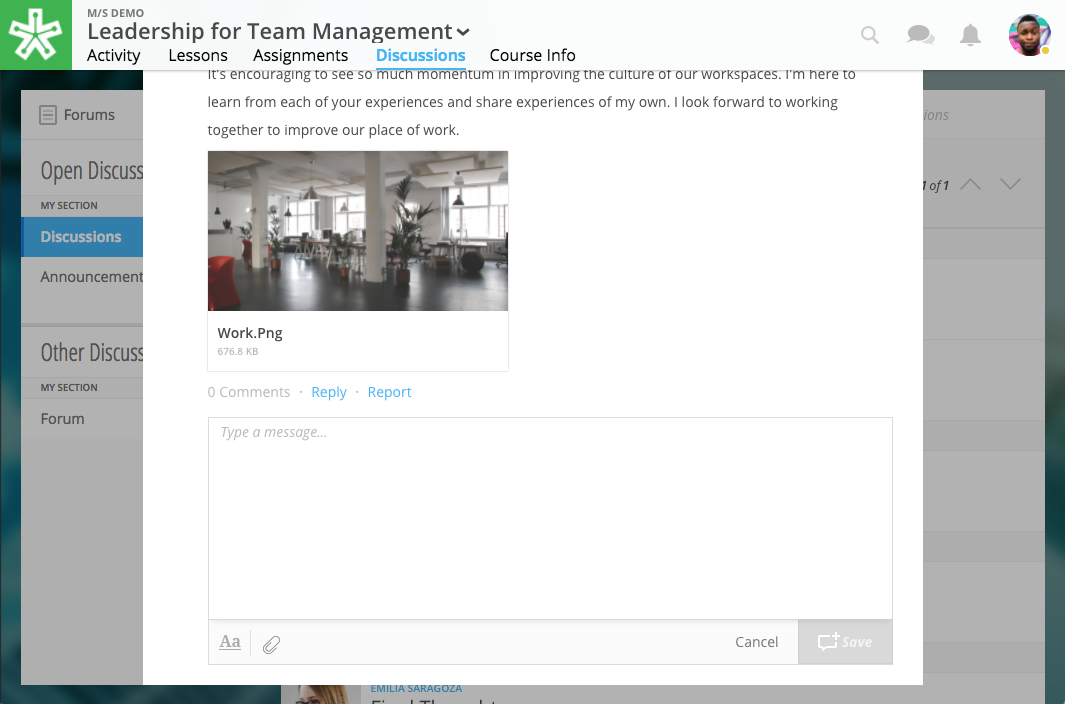 M/S DEMO
Leadership for Team Management
Activity Lessons Assignments Discussions Course Info
It's encouraging to see so much momentum in improving the culture of our workspaces. I'm here to
learn from each of your experiences and share experiences of my own. I look forward to working
together to improve our place of work.
Forums
Open Discuss
MY SECTION
Discussions
Announcement
Other Discuss
MY SECTION
Forum
1 of 1
Work.Png
676.8 KB
0 Comments · Reply · Report
Type a message...
Aa
Cancel
Save
EMILIA SARAGOZA